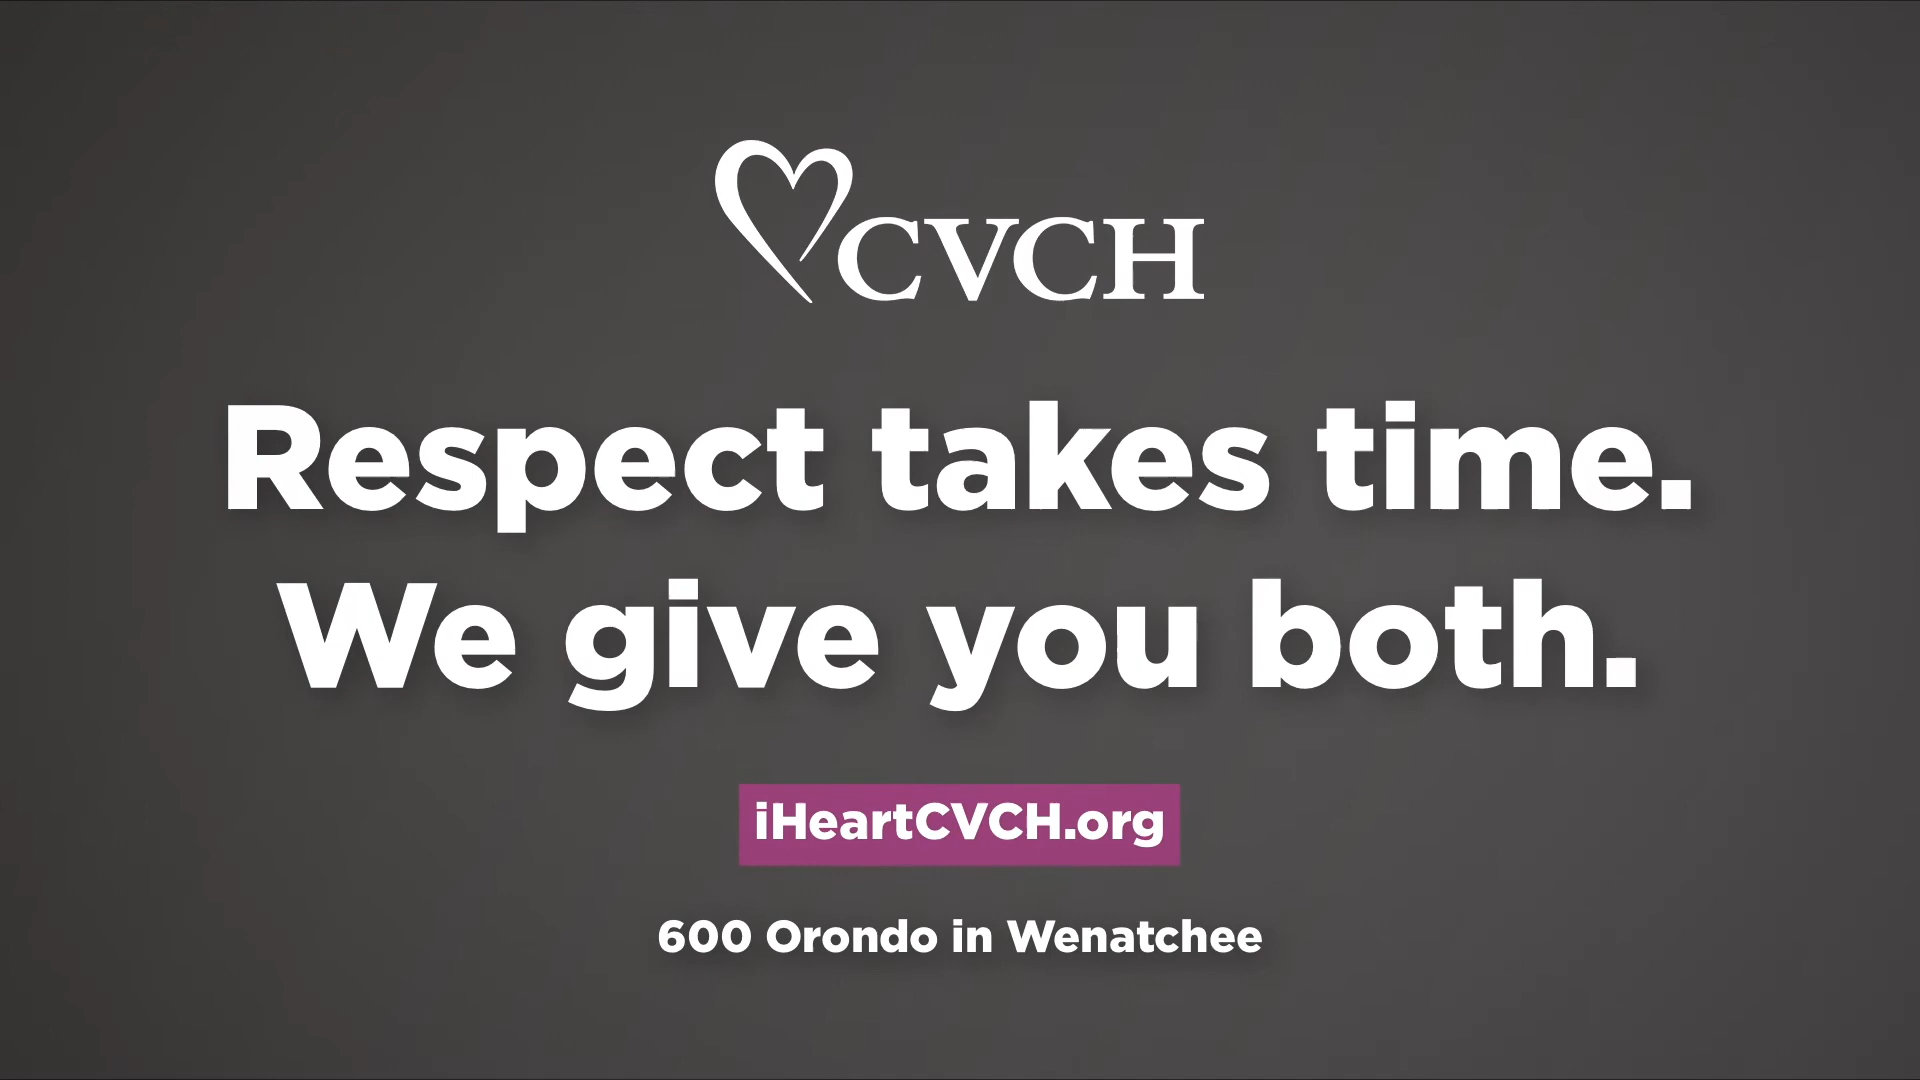 CVCH
Respect takes time.
We give you both.
iHeartCVCH.org
600 Orondo in Wenatchee